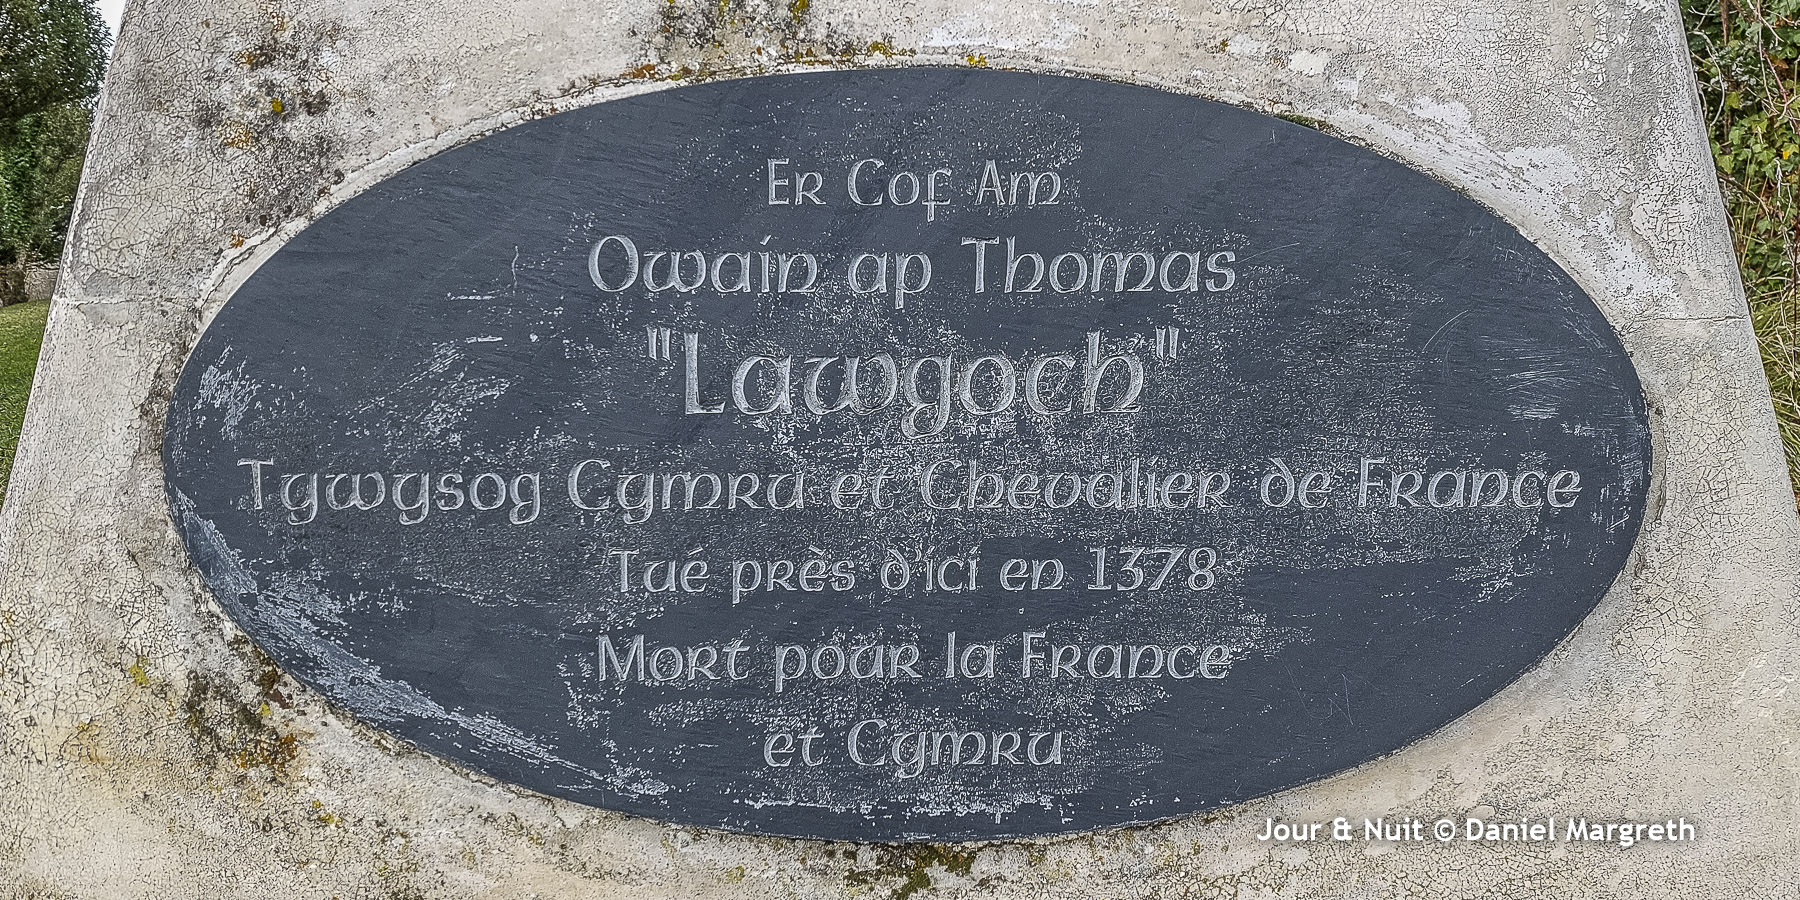 Er Cof Am
Owain ap Thomas
"Lawgoch"
Tywysog Cymru et Chevalier de France
Tué près d'ici en 1378
Mort pour la France
et Cymru
Jour & Nuit © Daniel Margreth